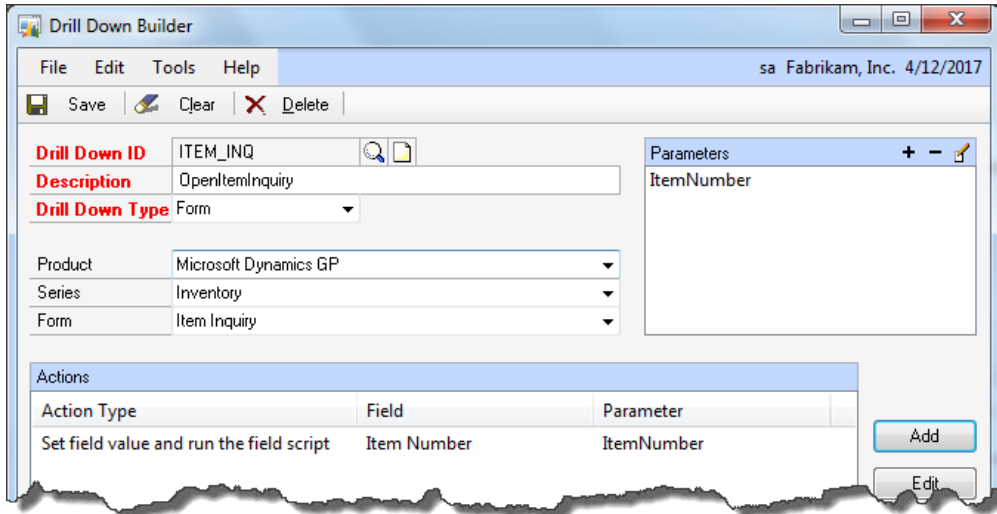 Drill Down Builder
File Edit Tools Help sa Fabrikam, Inc. 4/12/2017
Save Clear Delete
Drill Down ID ITEM_INQ Parameters
Description OpenItemInquiry ItemNumber
Drill Down Type Form
Product Microsoft Dynamics GP
Series Inventory
Form Item Inquiry
Actions
Action Type Field Parameter
Set field value and run the field script Item Number ItemNumber
Add
Edit